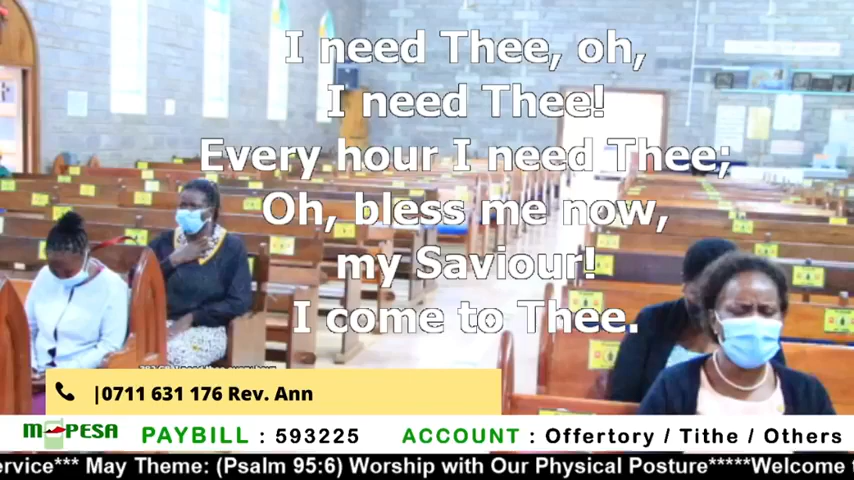 I need Thee, oh,
I need Thee!
Every hour I need Thee;
Oh, bless me now,
my Saviour!
I come to Thee.
|0711 631 176 Rev. Ann
M-PESA PAYBILL : 593225 ACCOUNT : Offertory / Tithe / Others
ervice*** May Theme: (Psalm 95:6) Worship with Our Physical Posture*****Welcome